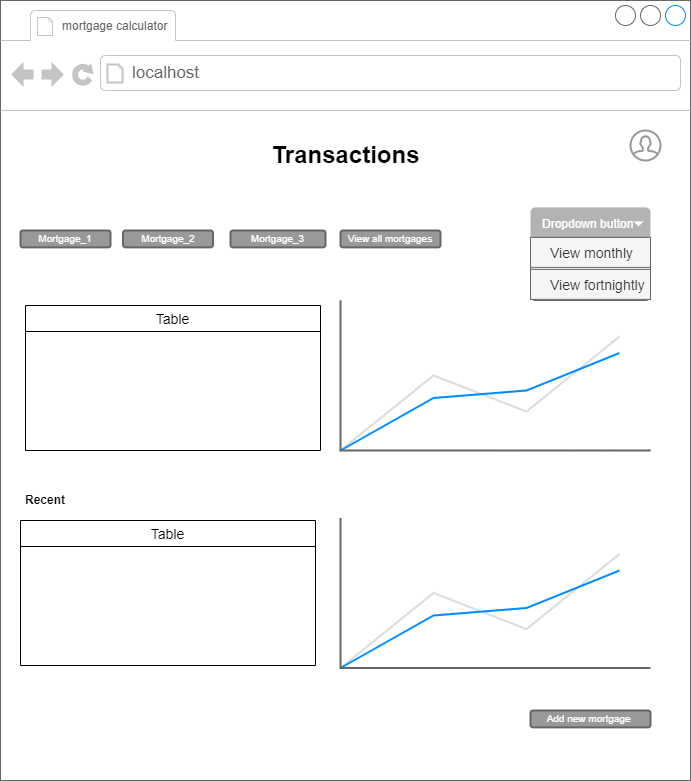 mortgage calculator
localhost
Transactions
Dropdown button
Mortgage_1
Mortgage_2
Mortgage_3
View all mortgages
View monthly
View fortnightly
Table
Recent
Table
Add new mortgage